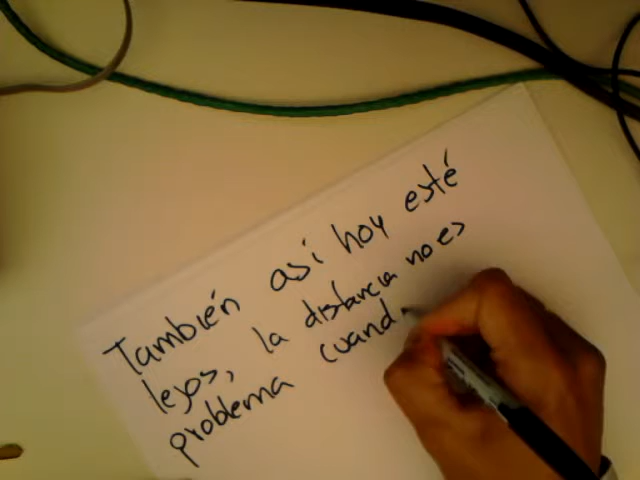 También así hoy esté
lejos, la distancia no es
problema cuand